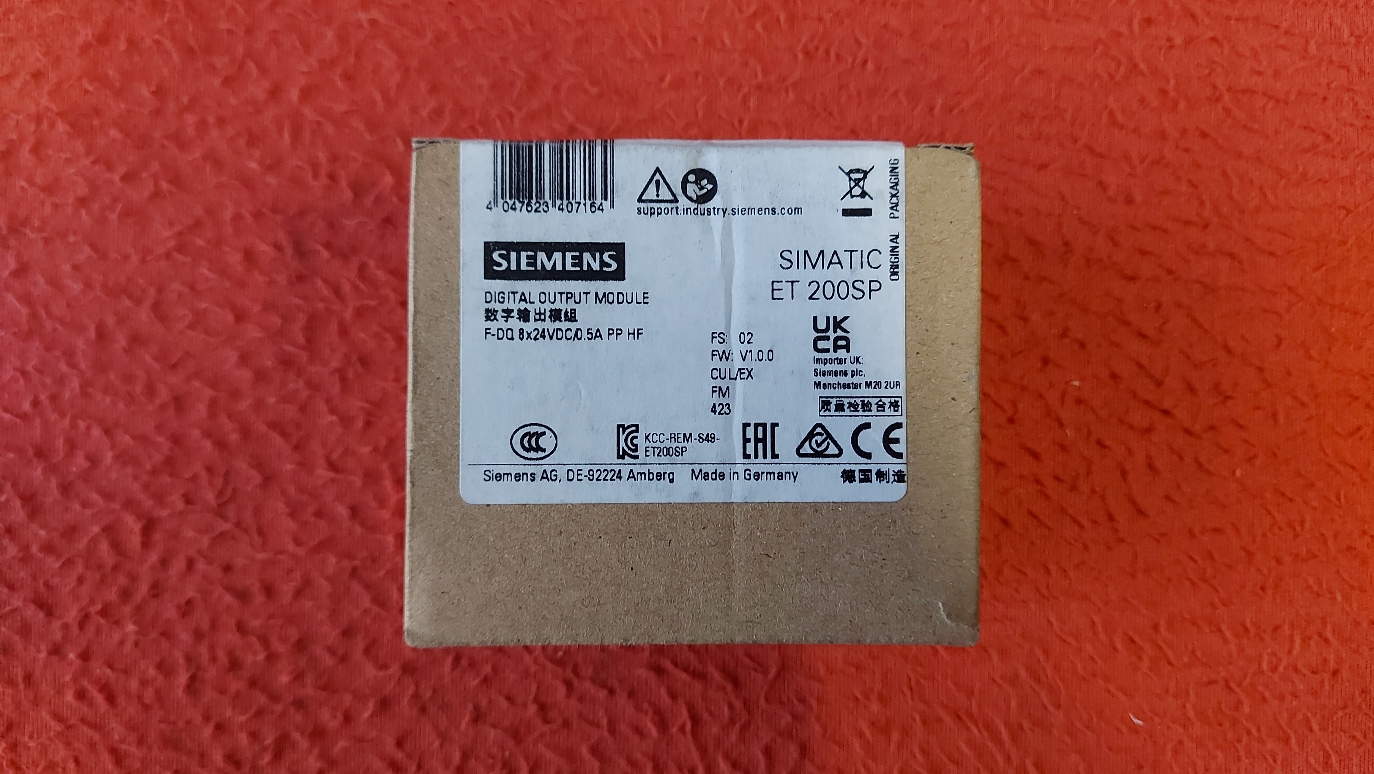 4 047623 407164
support.industry.siemens.com
ORIGINAL PACKAGING
SIEMENS
SIMATIC
ET 200SP
DIGITAL OUTPUT MODULE
数字输出模组
F-DQ 8x24VDC/0.5A PP HF
FS: 02
FW: V1.0.0
CUL/EX
FM
423
UK
CA
Importer UK:
Siemens plc,
Manchester M20 2UR
质量检验合格
CCC
KCC-REM-S49-
ET200SP
EAC
CE
Siemens AG, DE-92224 Amberg Made in Germany 德国制造